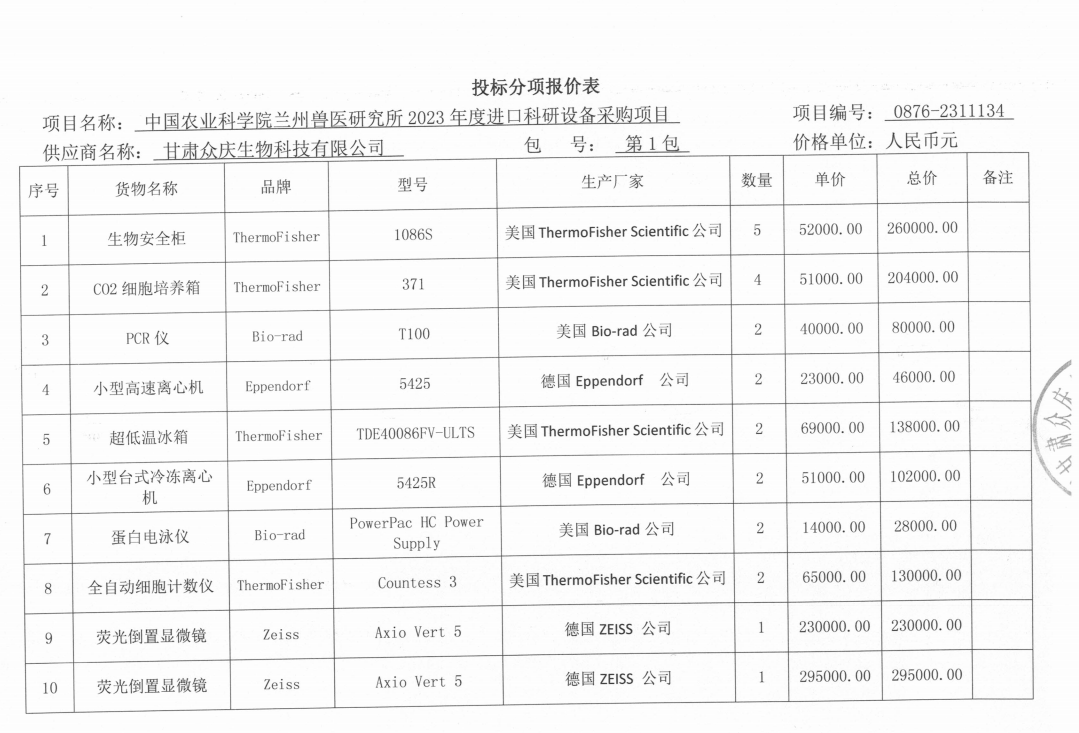 投标分项报价表
项目名称： 中国农业科学院兰州兽医研究所 2023 年度进口科研设备采购项目 项目编号： 0876-2311134
供应商名称： 甘肃众庆生物科技有限公司 包 号： 第 1 包 价格单位：人民币元
序号 货物名称 品牌 型号 生产厂家 数量 单价 总价 备注
1 生物安全柜 ThermoFisher 1086S 美国 ThermoFisher Scientific 公司 5 52000.00 260000.00
2 CO2 细胞培养箱 ThermoFisher 371 美国 ThermoFisher Scientific 公司 4 51000.00 204000.00
3 PCR 仪 Bio-rad T100 美国 Bio-rad 公司 2 40000.00 80000.00
4 小型高速离心机 Eppendorf 5425 德国 Eppendorf 公司 2 23000.00 46000.00
5 超低温冰箱 ThermoFisher TDE40086FV-ULTS 美国 ThermoFisher Scientific 公司 2 69000.00 138000.00
6 小型台式冷冻离心
机 Eppendorf 5425R 德国 Eppendorf 公司 2 51000.00 102000.00
7 蛋白电泳仪 Bio-rad PowerPac HC Power
Supply 美国 Bio-rad 公司 2 14000.00 28000.00
8 全自动细胞计数仪 ThermoFisher Countess 3 美国 ThermoFisher Scientific 公司 2 65000.00 130000.00
9 荧光倒置显微镜 Zeiss Axio Vert 5 德国 ZEISS 公司 1 230000.00 230000.00
10 荧光倒置显微镜 Zeiss Axio Vert 5 德国 ZEISS 公司 1 295000.00 295000.00
甘肃众庆